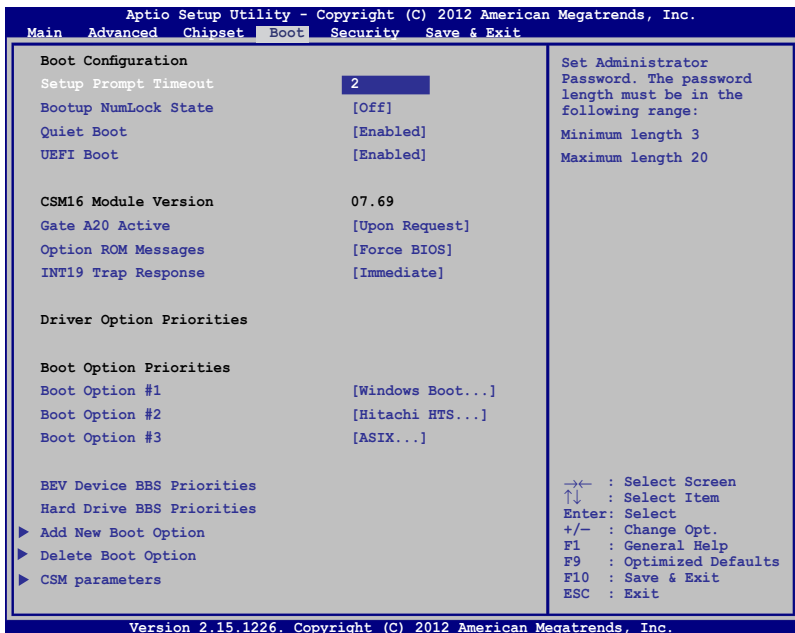 Aptio Setup Utility - Copyright (C) 2012 American Megatrends, Inc.
Main Advanced Chipset Boot Security Save & Exit
Boot Configuration
Setup Prompt Timeout 2
Bootup NumLock State [Off]
Quiet Boot [Enabled]
UEFI Boot [Enabled]
CSM16 Module Version 07.69
Gate A20 Active [Upon Request]
Option ROM Messages [Force BIOS]
INT19 Trap Response [Immediate]
Driver Option Priorities
Boot Option Priorities
Boot Option #1 [Windows Boot...]
Boot Option #2 [Hitachi HTS...]
Boot Option #3 [ASIX...]
BEV Device BBS Priorities
Hard Drive BBS Priorities
▶ Add New Boot Option
▶ Delete Boot Option
▶ CSM parameters
Set Administrator
Password. The password
length must be in the
following range:
Minimum length 3
Maximum length 20
→← : Select Screen
↑↓ : Select Item
Enter: Select
+/— : Change Opt.
F1 : General Help
F9 : Optimized Defaults
F10 : Save & Exit
ESC : Exit
Version 2.15.1226. Copyright (C) 2012 American Megatrends, Inc.